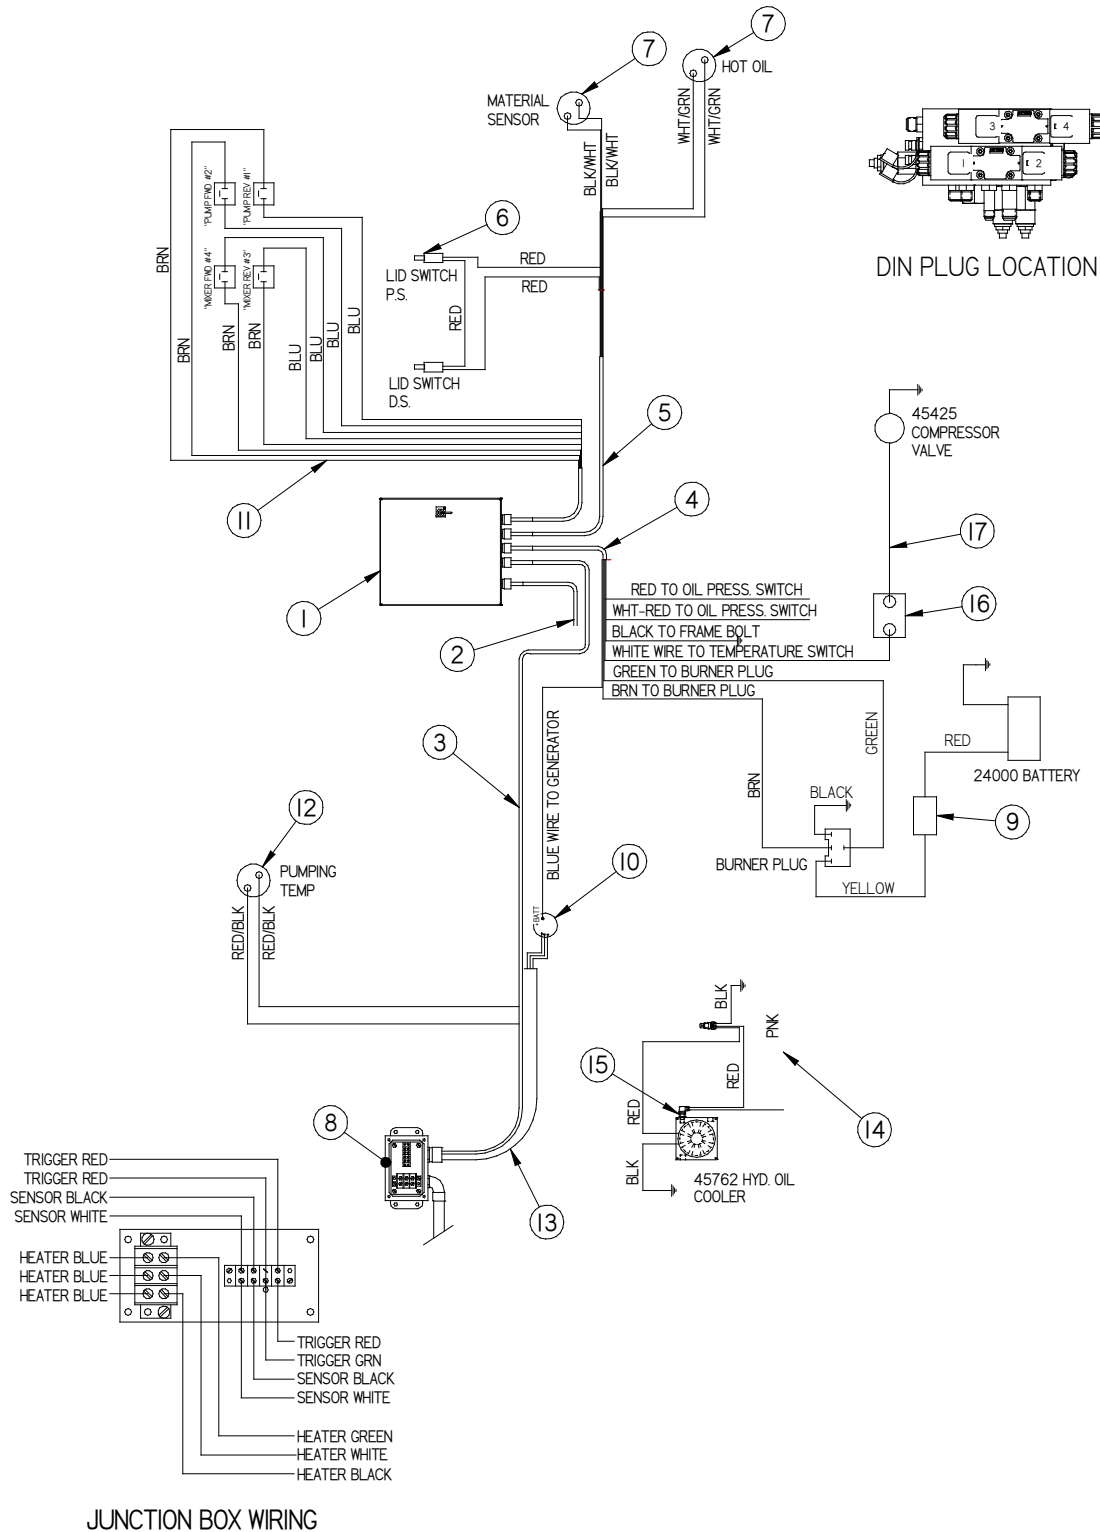 7
7
HOT OIL
MATERIAL
SENSOR
WHT/GRN
WHT/GRN
BLK/WHT
BLK/WHT
3
4
1
2
DIN PLUG LOCATION
"PUMP FWD #2"
"PUMP REV #1"
"MIXER FWD #4"
"MIXER REV #3"
BRN
BRN
BRN
BRN
BLU
BLU
BLU
BLU
6
LID SWITCH
P.S.
RED
RED
RED
LID SWITCH
D.S.
5
4
11
1
2
45425
COMPRESSOR
VALVE
17
16
RED TO OIL PRESS. SWITCH
WHT-RED TO OIL PRESS. SWITCH
BLACK TO FRAME BOLT
WHITE WIRE TO TEMPERATURE SWITCH
GREEN TO BURNER PLUG
BRN TO BURNER PLUG
3
BLUE WIRE TO GENERATOR
BRN
GREEN
RED
24000 BATTERY
BLACK
9
BURNER PLUG
YELLOW
12
PUMPING
TEMP
RED/BLK
RED/BLK
10
+BATT
BLK
PNK
15
RED
RED
14
BLK
45762 HYD. OIL
COOLER
8
13
TRIGGER RED
TRIGGER RED
SENSOR BLACK
SENSOR WHITE
HEATER BLUE
HEATER BLUE
HEATER BLUE
TRIGGER RED
TRIGGER GRN
SENSOR BLACK
SENSOR WHITE
HEATER GREEN
HEATER WHITE
HEATER BLACK
JUNCTION BOX WIRING